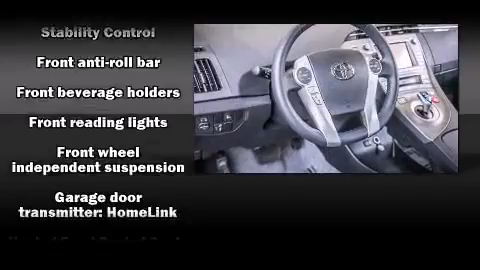 Stability Control
Front anti-roll bar
Front beverage holders
Front reading lights
Front wheel
independent suspension
Garage door
transmitter: HomeLink